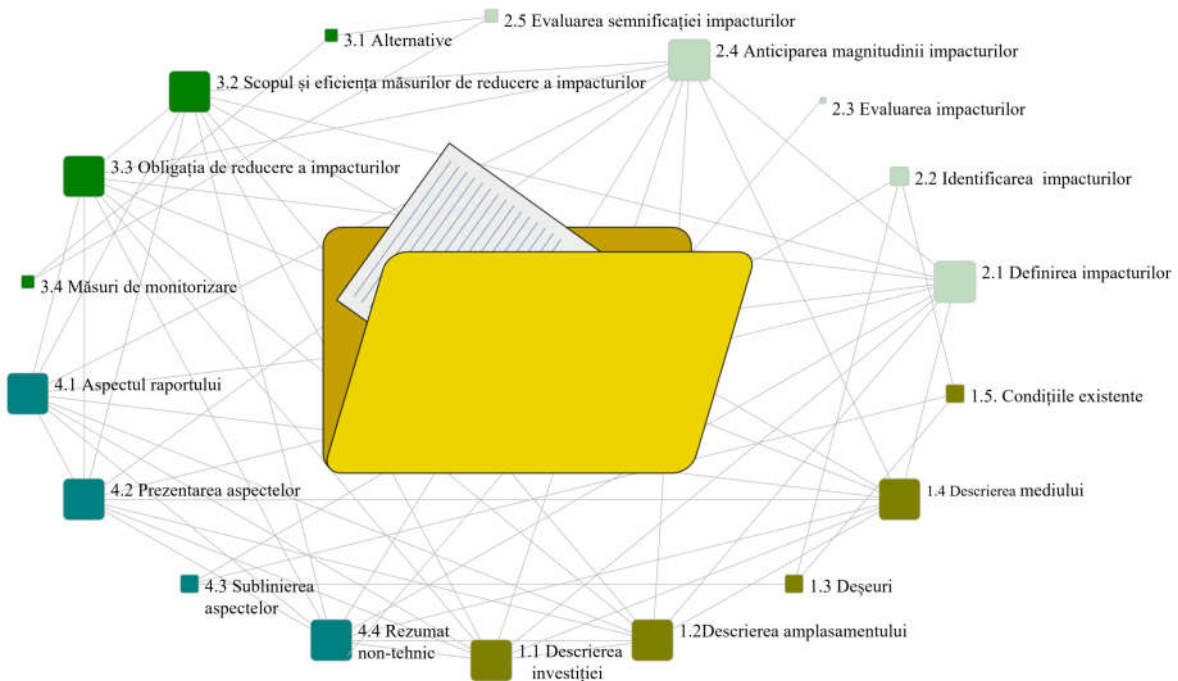 2.5 Evaluarea semnificației impacturilor
3.1 Alternative
2.4 Anticiparea magnitudinii impacturilor
3.2 Scopul și eficiența măsurilor de reducere a impacturilor
2.3 Evaluarea impacturilor
3.3 Obligația de reducere a impacturilor
2.2 Identificarea impacturilor
2.1 Definirea impacturilor
3.4 Măsuri de monitorizare
4.1 Aspectul raportului
1.5. Condițiile existente
4.2 Prezentarea aspectelor
1.4 Descrierea mediului
4.3 Sublinierea
aspectelor
1.3 Deșeuri
4.4 Rezumat
non-tehnic
1.1 Descrierea
investiției
1.2Descrierea amplasamentului